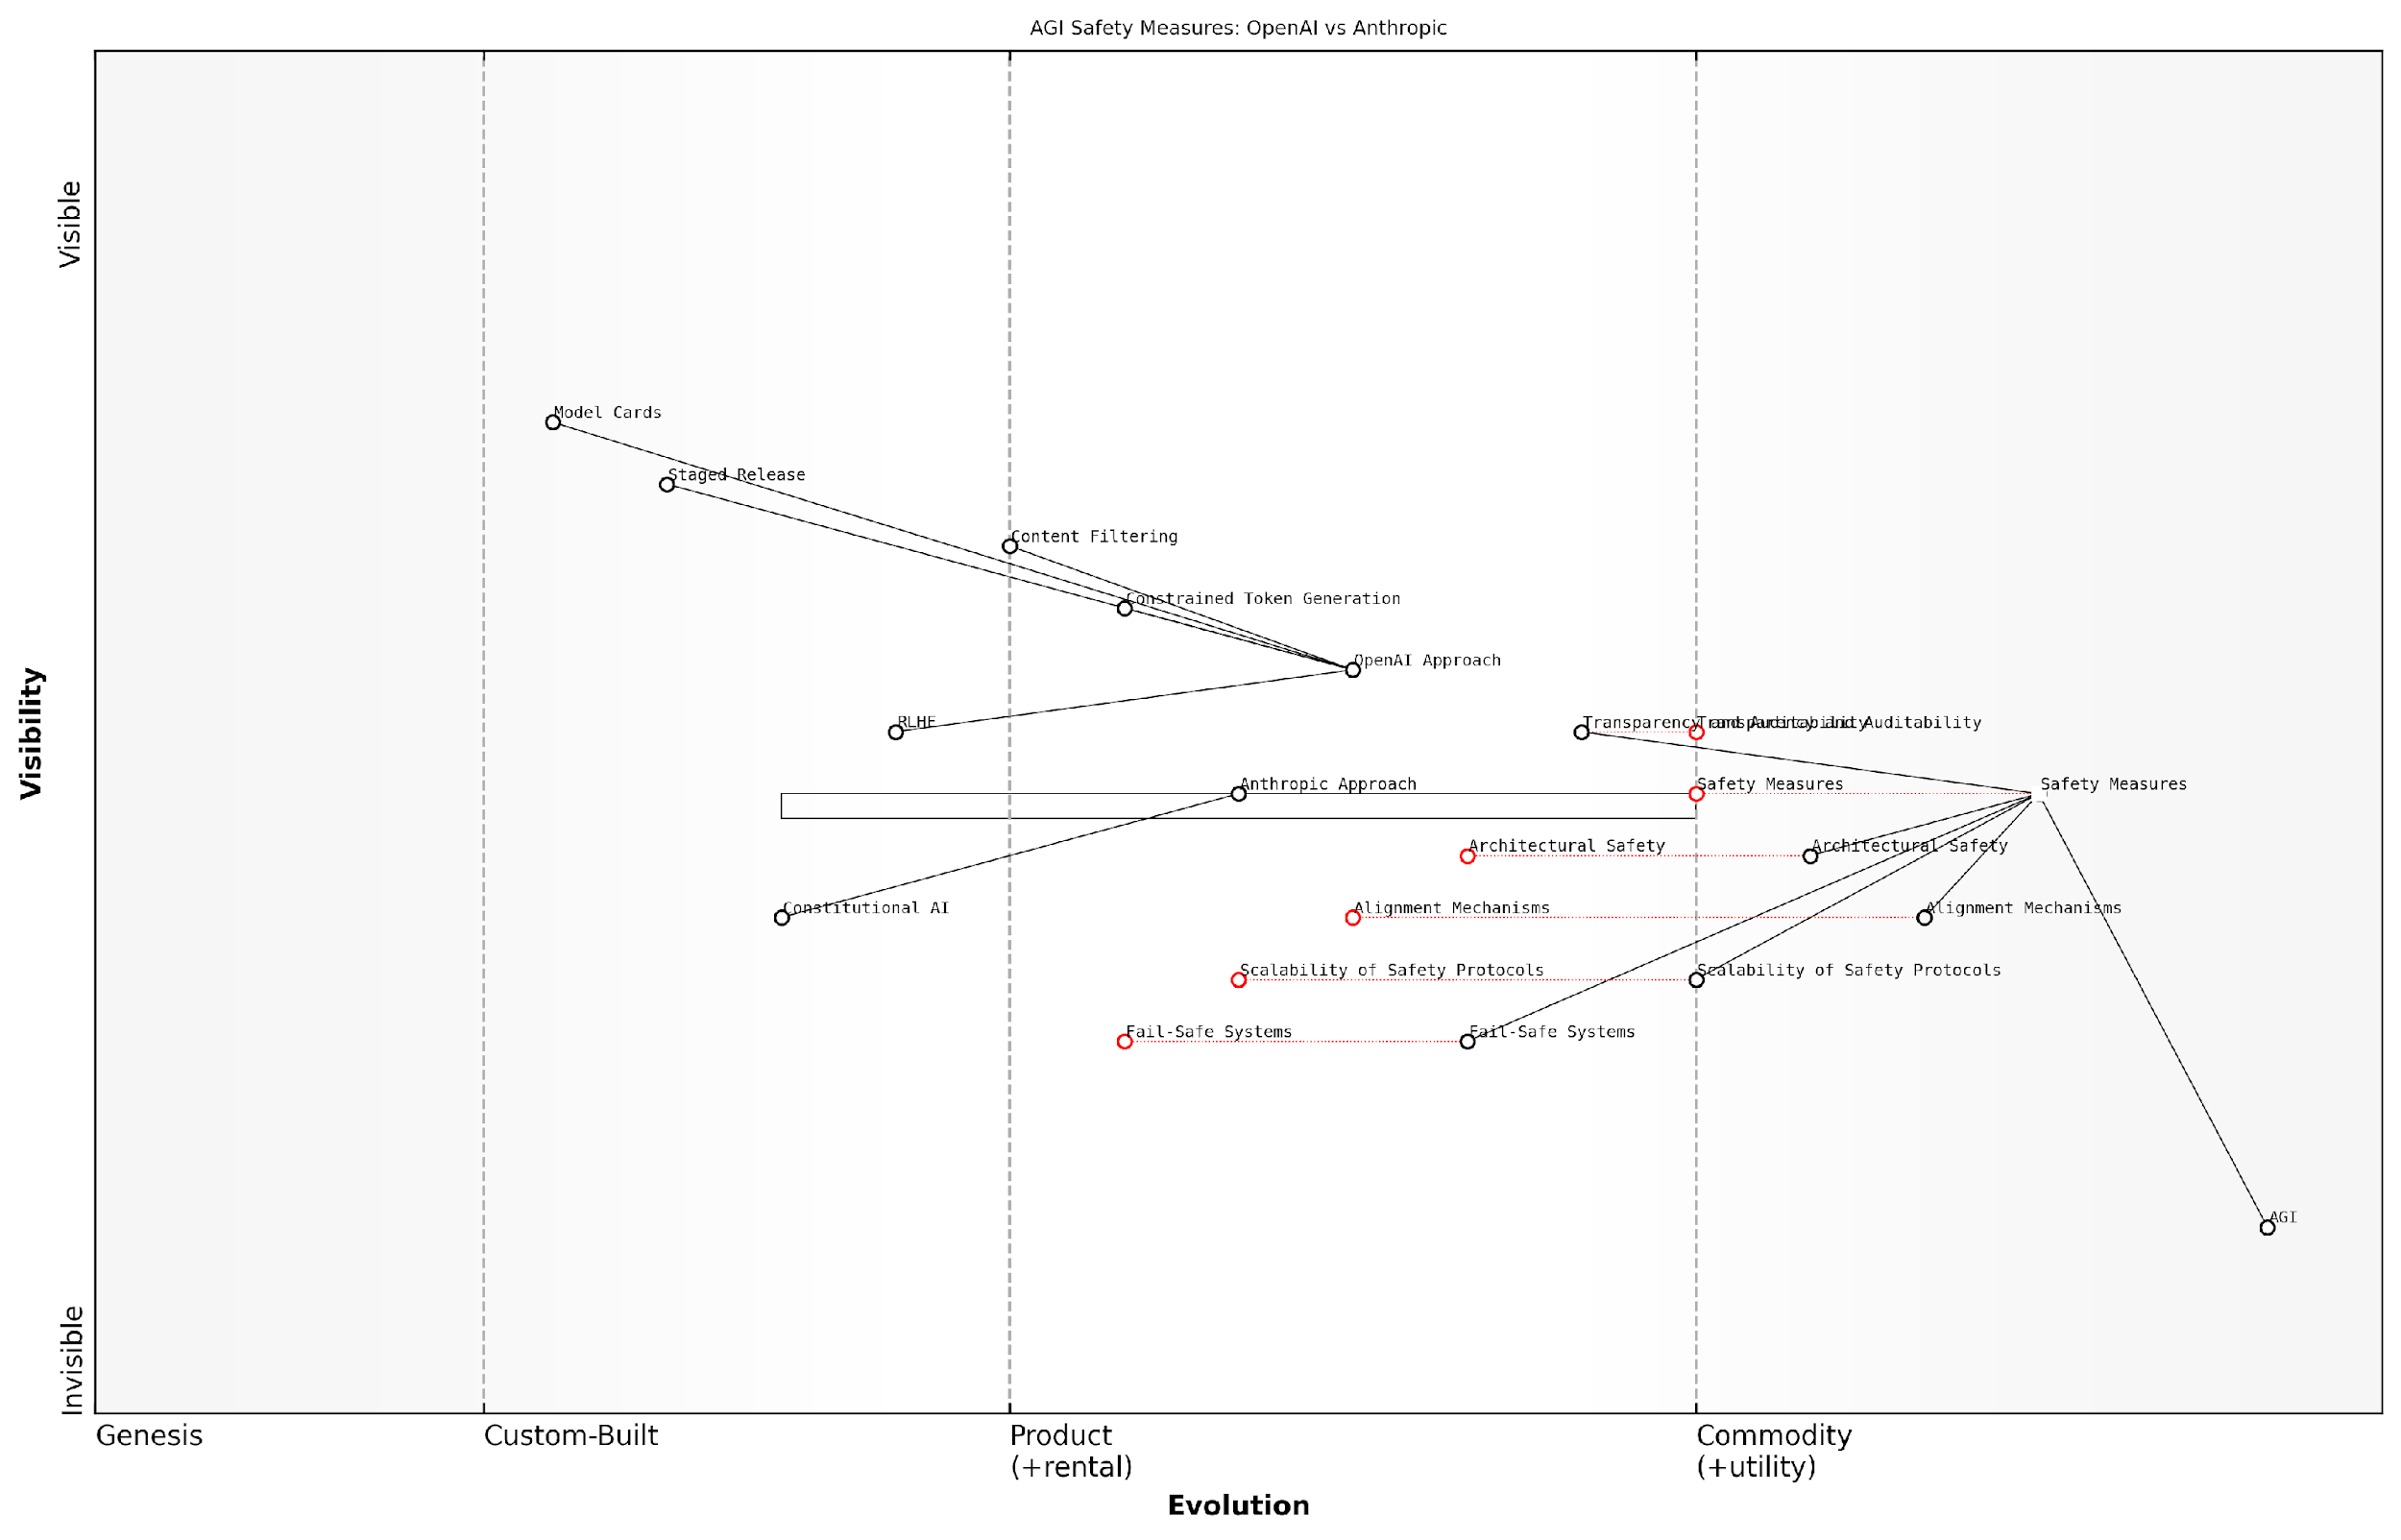 AGI Safety Measures: OpenAI vs Anthropic
Visible
Model Cards
Staged Release
Content Filtering
Constrained Token Generation
OpenAI Approach
RLHF
Transparency and Auditability
Transparency and Auditability
Visibility
Anthropic Approach
Safety Measures
Safety Measures
Architectural Safety
Architectural Safety
Constitutional AI
Alignment Mechanisms
Alignment Mechanisms
Scalability of Safety Protocols
Scalability of Safety Protocols
Fail-Safe Systems
Fail-Safe Systems
AGI
Invisible
Genesis
Custom-Built
Product
(+rental)
Commodity
(+utility)
Evolution